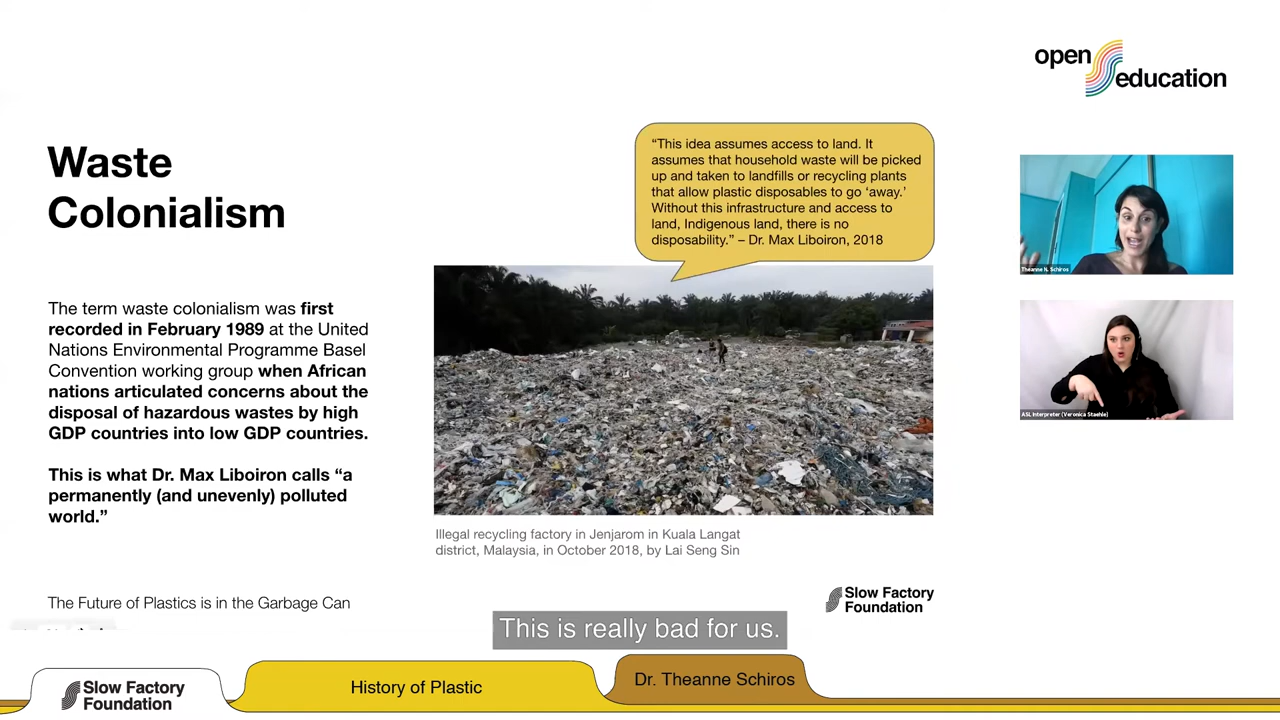 open
education
Waste
Colonialism
“This idea assumes access to land. It
assumes that household waste will be picked
up and taken to landfills or recycling plants
that allow plastic disposables to go ‘away.’
Without this infrastructure and access to
land, Indigenous land, there is no
disposability.” – Dr. Max Liboiron, 2018
Theanne N. Schiros
The term waste colonialism was first
recorded in February 1989 at the United
Nations Environmental Programme Basel
Convention working group when African
nations articulated concerns about the
disposal of hazardous wastes by high
GDP countries into low GDP countries.
This is what Dr. Max Liboiron calls “a
permanently (and unevenly) polluted
world.”
ASL Interpreter (Veronica Staehle)
Illegal recycling factory in Jenjarom in Kuala Langat
district, Malaysia, in October 2018, by Lai Seng Sin
The Future of Plastics is in the Garbage Can
Slow Factory
Foundation
This is really bad for us.
Slow Factory
Foundation
History of Plastic
Dr. Theanne Schiros